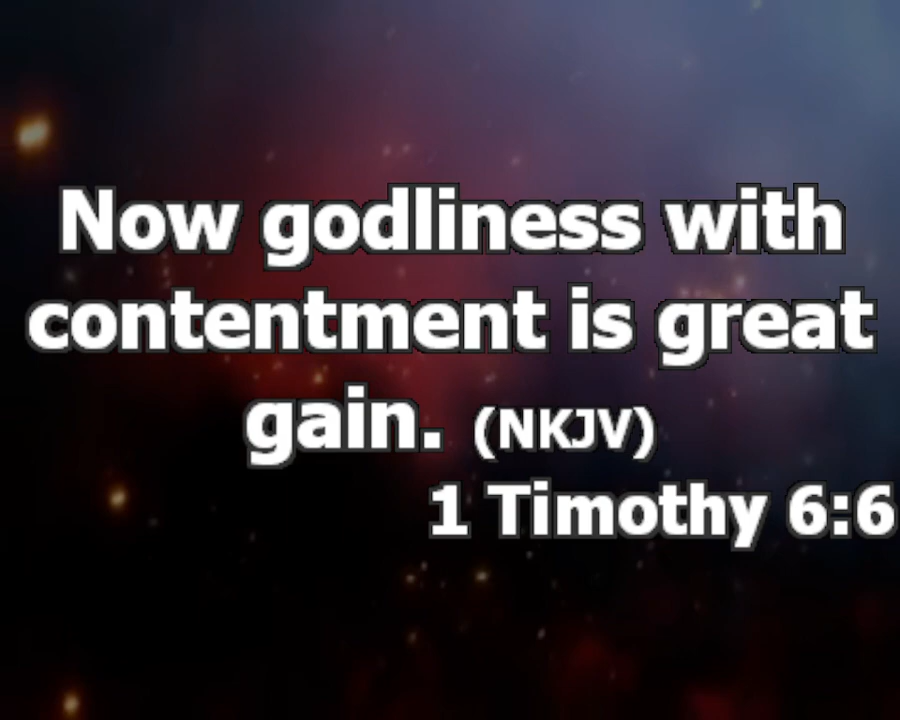 Now godliness with
contentment is great
gain. (NKJV)
1 Timothy 6:6